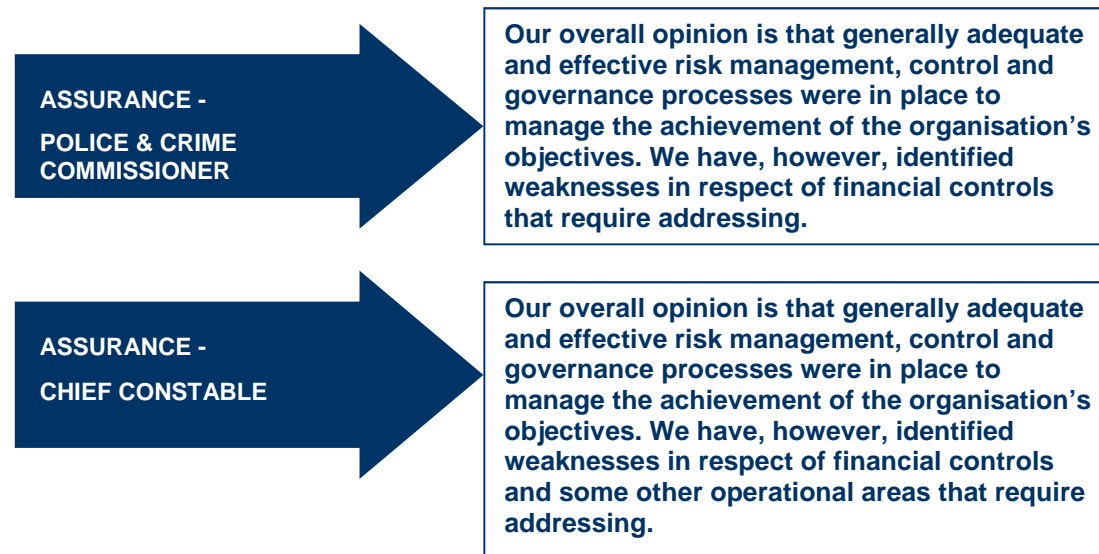 ASSURANCE -
POLICE & CRIME
COMMISSIONER
Our overall opinion is that generally adequate
and effective risk management, control and
governance processes were in place to
manage the achievement of the organisation’s
objectives. We have, however, identified
weaknesses in respect of financial controls
that require addressing.
ASSURANCE -
CHIEF CONSTABLE
Our overall opinion is that generally adequate
and effective risk management, control and
governance processes were in place to
manage the achievement of the organisation’s
objectives. We have, however, identified
weaknesses in respect of financial controls
and some other operational areas that require
addressing.